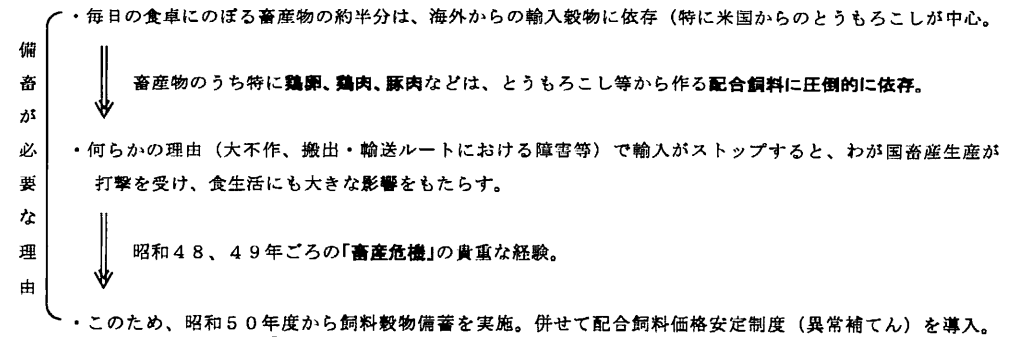 備畜が必要な理由
・毎日の食卓にのぼる畜産物の約半分は、海外からの輸入穀物に依存（特に米国からのとうもろこしが中心。
畜産物のうち特に鶏卵、鶏肉、豚肉などは、とうもろこし等から作る配合飼料に圧倒的に依存。
・何らかの理由（大不作、搬出・輸送ルートにおける障害等）で輸入がストップすると、わが国畜産生産が
打撃を受け、食生活にも大きな影響をもたらす。
昭和４８、４９年ごろの「畜産危機」の貴重な経験。
・このため、昭和５０年度から飼料穀物備蓄を実施。併せて配合飼料価格安定制度（異常補てん）を導入。